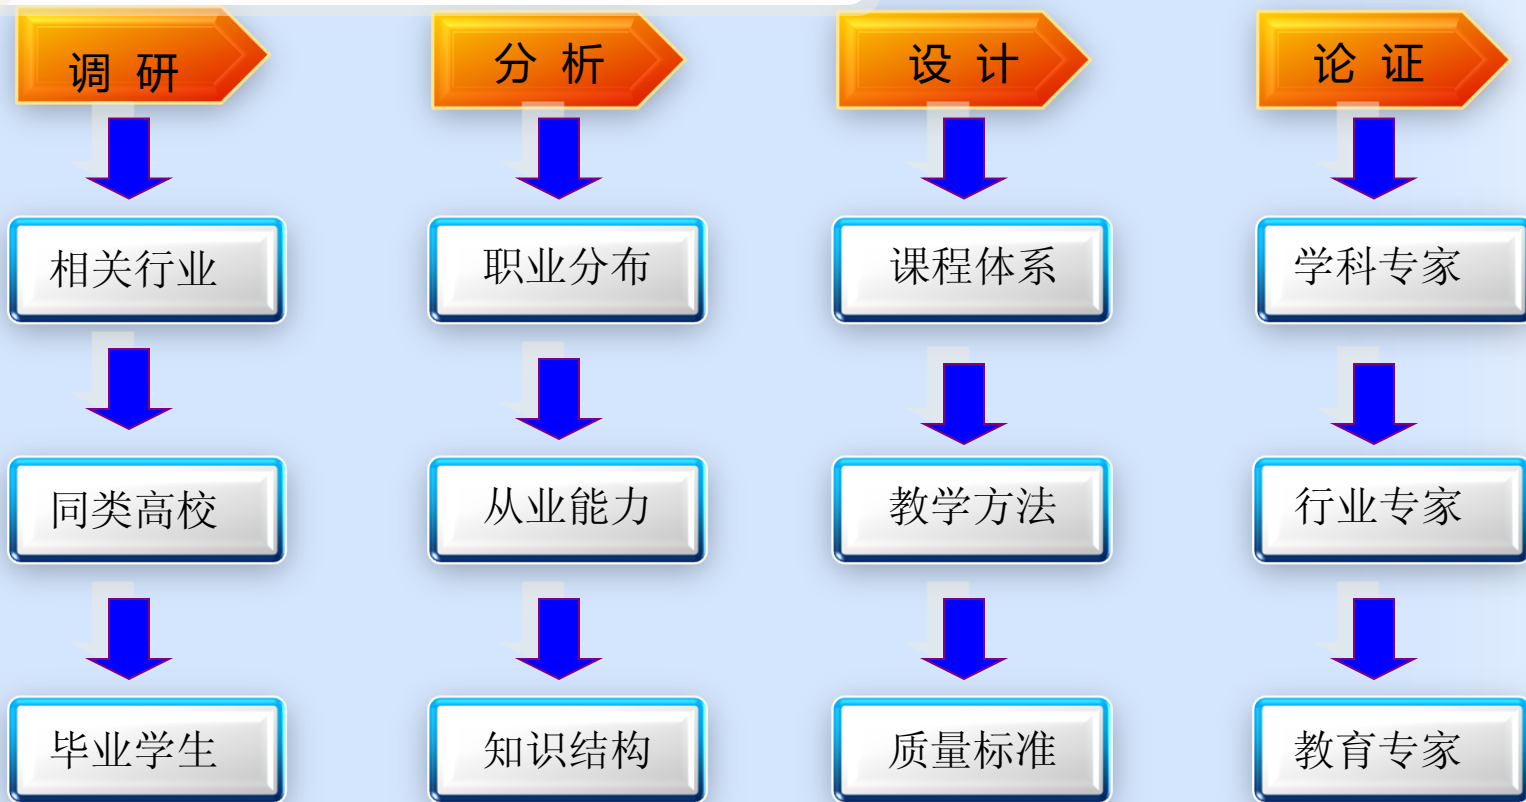 调 研
分 析
设 计
论 证
相关行业
职业分布
课程体系
学科专家
同类高校
从业能力
教学方法
行业专家
毕业学生
知识结构
质量标准
教育专家